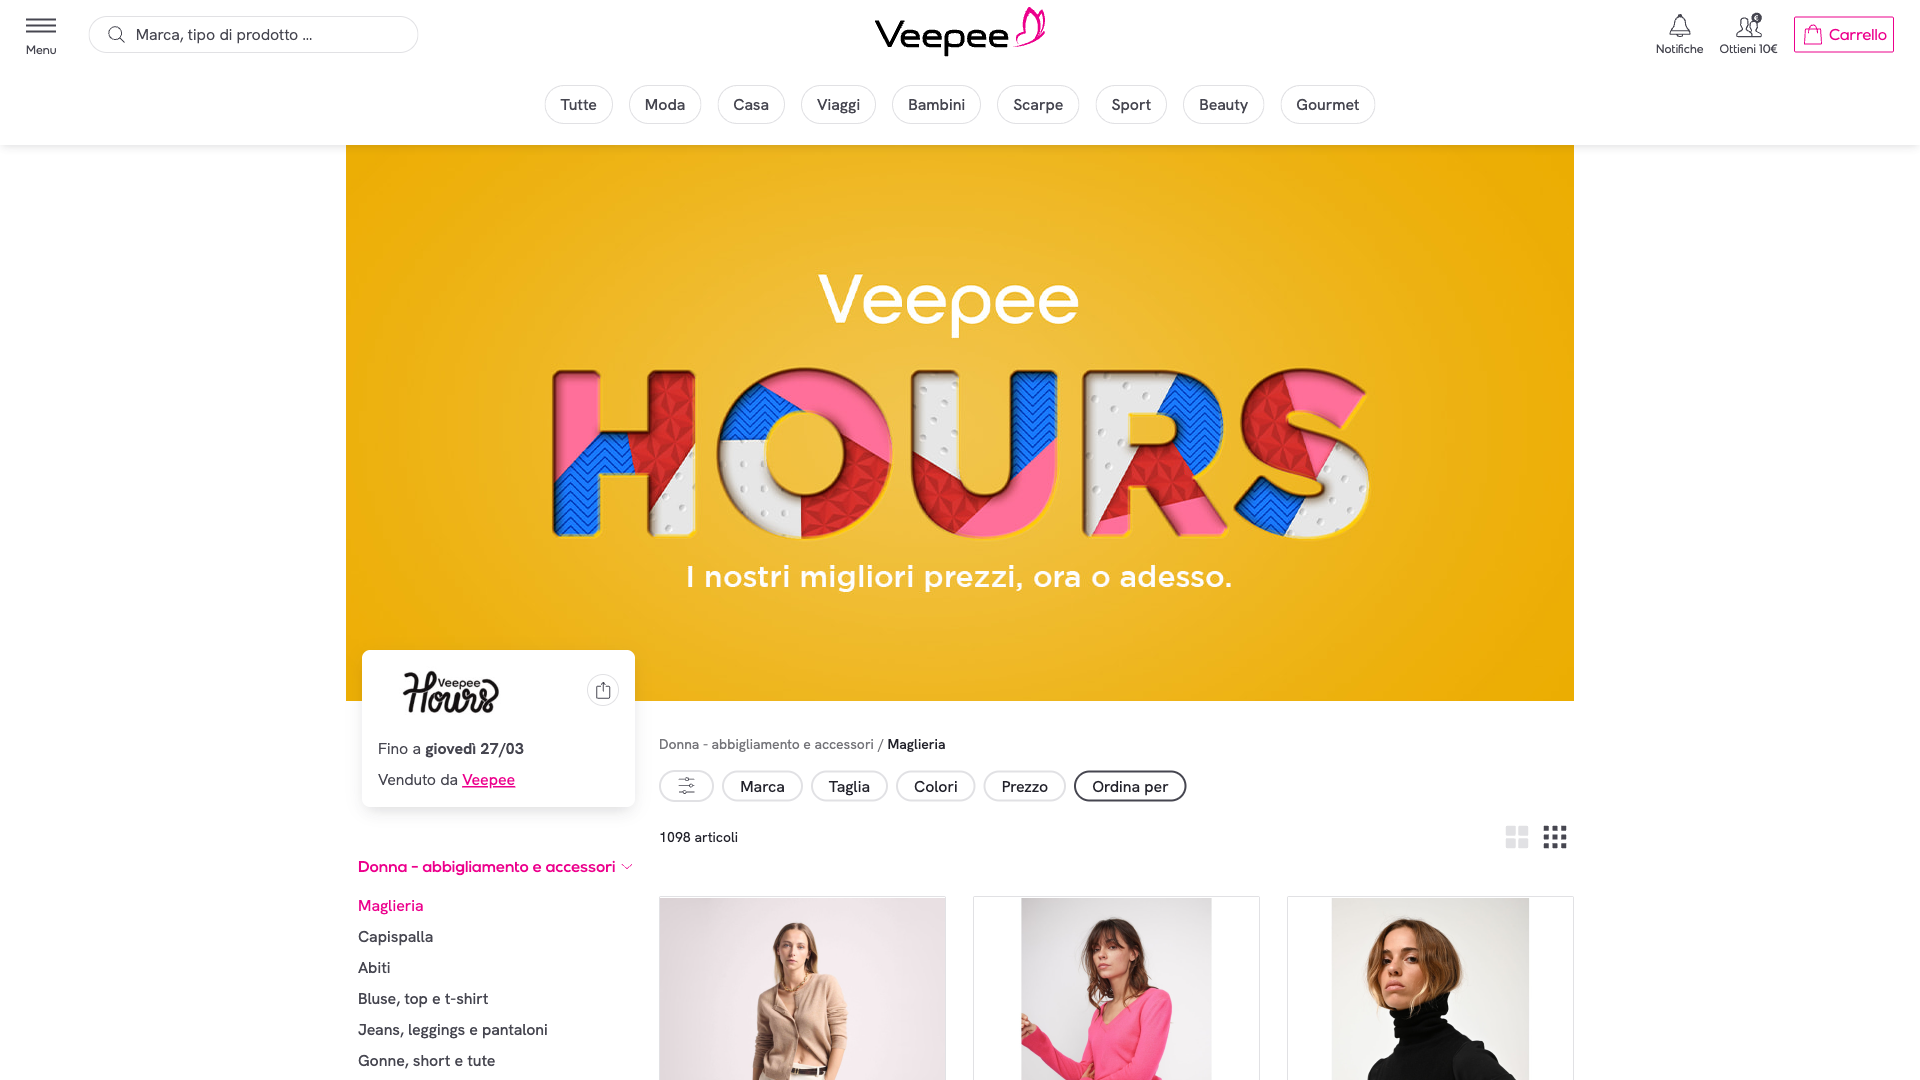 Menu
Marca, tipo di prodotto ...
Veepee
Notifiche
Ottieni 10€
Carrello
Tutte
Moda
Casa
Viaggi
Bambini
Scarpe
Sport
Beauty
Gourmet
Veepee
HOURS
I nostri migliori prezzi, ora o adesso.
Veepee
Hours
Fino a giovedì 27/03
Venduto da Veepee
Donna - abbigliamento e accessori / Maglieria
Marca
Taglia
Colori
Prezzo
Ordina per
1098 articoli
Donna - abbigliamento e accessori
Maglieria
Capispalla
Abiti
Bluse, top e t-shirt
Jeans, leggings e pantaloni
Gonne, short e tute